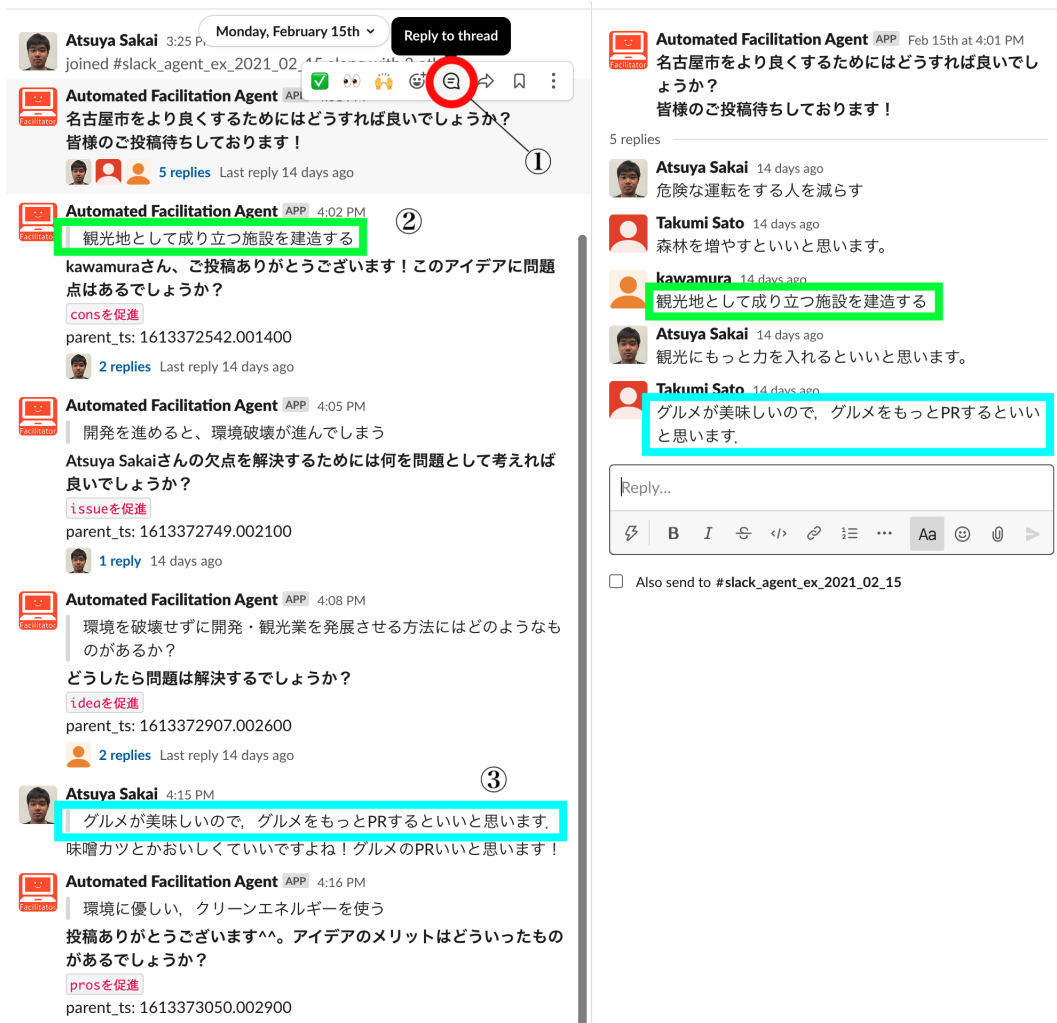 Monday, February 15th
Reply to thread
Atsuya Sakai 3:25 P
joined #slack_agent_ex_2021_02_15 along with 2 oth
Automated Facilitation Agent APP
名古屋市をより良くするためにはどうすれば良いでしょうか？
皆様のご投稿待ちしております！
Facilitator
5 replies Last reply 14 days ago
①
Automated Facilitation Agent APP 4:02 PM
②
Facilitator
観光地として成り立つ施設を建造する
kawamuraさん、ご投稿ありがとうございます！このアイデアに問題
点はあるでしょうか？
consを促進
parent_ts: 1613372542.001400
2 replies Last reply 14 days ago
Automated Facilitation Agent APP 4:05 PM
Facilitator
開発を進めると、環境破壊が進んでしまう
Atsuya Sakaiさんの欠点を解決するためには何を問題として考えれば
良いでしょうか？
issueを促進
parent_ts: 1613372749.002100
1 reply 14 days ago
Automated Facilitation Agent APP 4:08 PM
Facilitator
環境を破壊せずに開発・観光業を発展させる方法にはどのようなも
のがあるか？
どうしたら問題は解決するでしょうか？
ideaを促進
parent_ts: 1613372907.002600
2 replies Last reply 14 days ago
③
Atsuya Sakai 4:15 PM
グルメが美味しいので，グルメをもっとPRするといいと思います．
味噌カツとかおいしくていいですよね！グルメのPRいいと思います！
Automated Facilitation Agent APP 4:16 PM
Facilitator
環境に優しい，クリーンエネルギーを使う
投稿ありがとうございます^^。アイデアのメリットはどういったもの
があるでしょうか？
prosを促進
parent_ts: 1613373050.002900
Automated Facilitation Agent APP Feb 15th at 4:01 PM
Facilitator
名古屋市をより良くするためにはどうすれば良いでし
ょうか？
皆様のご投稿待ちしております！
5 replies
Atsuya Sakai 14 days ago
危険な運転をする人を減らす
Takumi Sato 14 days ago
森林を増やすといいと思います。
kawamura 14 days ago
観光地として成り立つ施設を建造する
Atsuya Sakai 14 days ago
観光にもっと力を入れるといいと思います。
Takumi Sato 14 days ago
グルメが美味しいので，グルメをもっとPRするといい
と思います．
Reply...
B I S </> Aa
Also send to #slack_agent_ex_2021_02_15